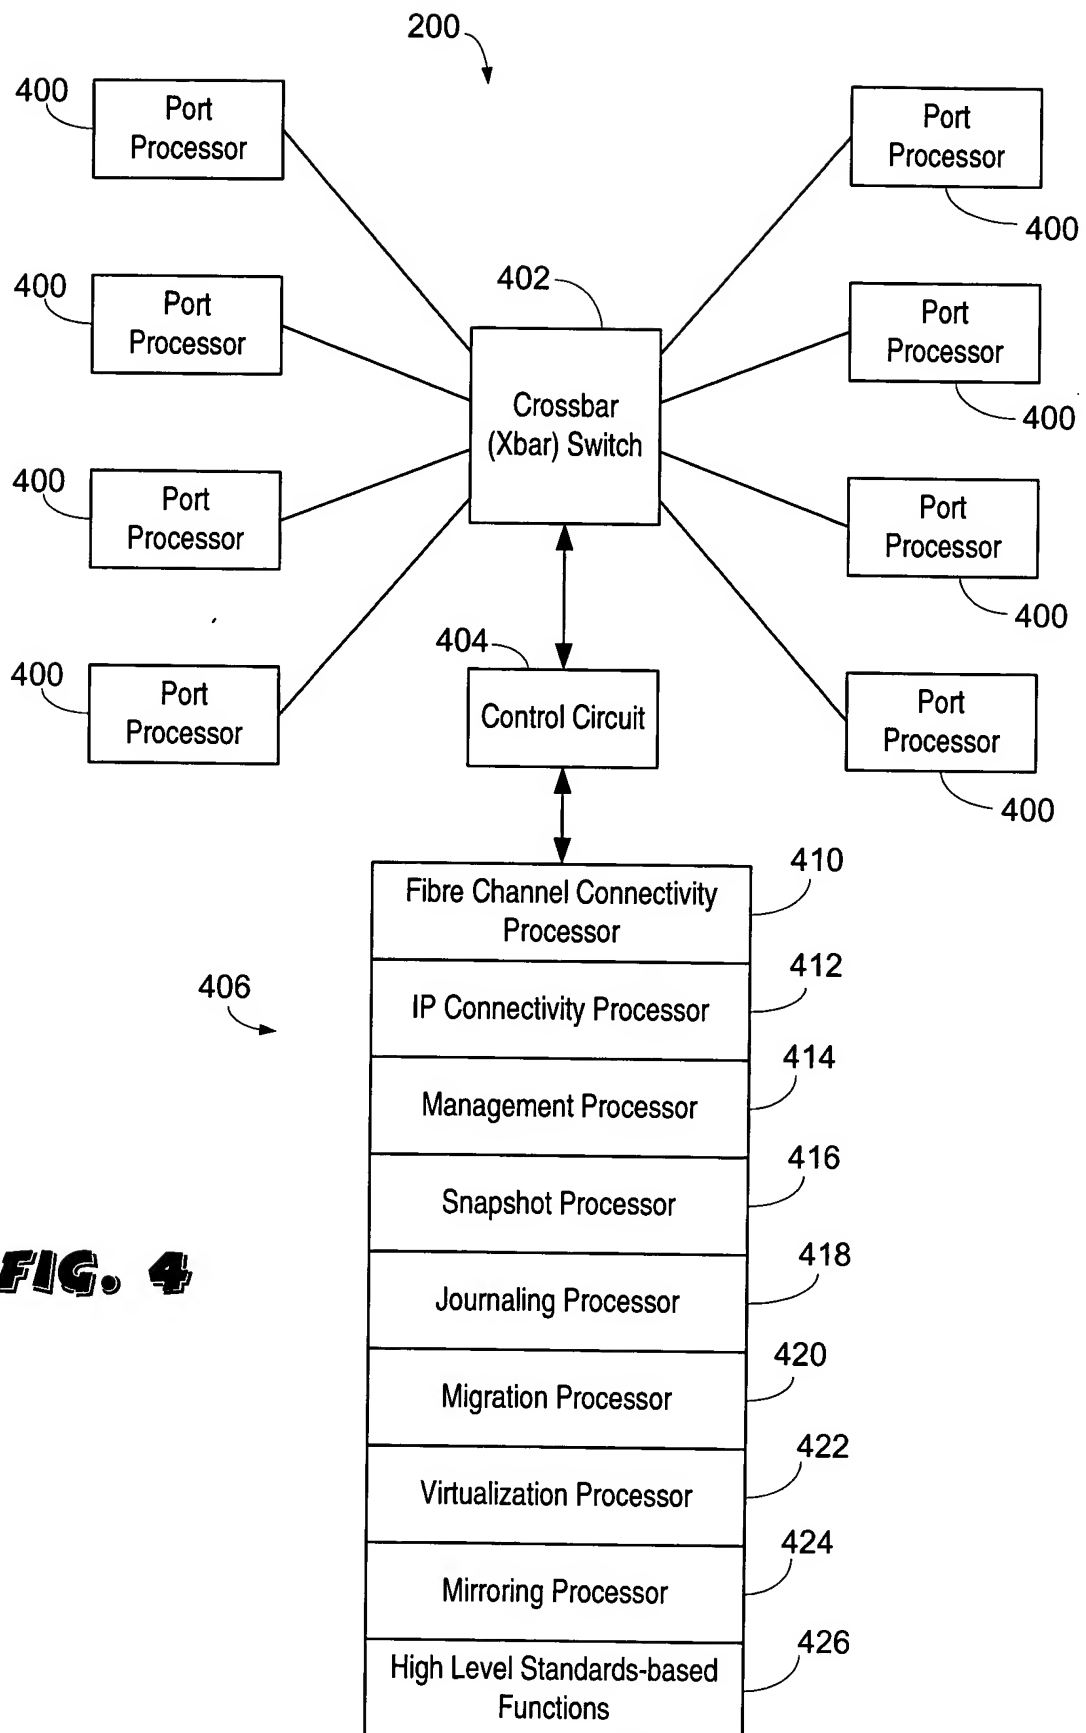 200
400
Port
Processor
Port
Processor
400
400
Port
Processor
402
Port
Processor
400
Crossbar
(Xbar) Switch
400
Port
Processor
Port
Processor
400
400
Port
Processor
404
Control Circuit
Port
Processor
400
Fibre Channel Connectivity
Processor
410
406
IP Connectivity Processor
412
Management Processor
414
Snapshot Processor
416
FIG. 4
Journaling Processor
418
Migration Processor
420
Virtualization Processor
422
Mirroring Processor
424
High Level Standards-based
Functions
426